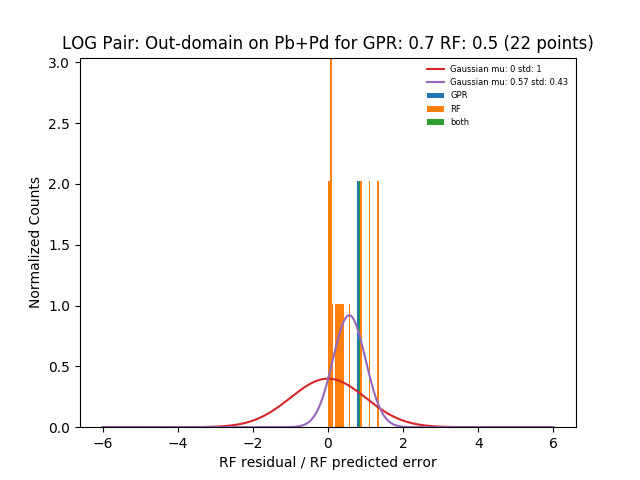 LOG Pair: Out-domain on Pb+Pd for GPR: 0.7 RF: 0.5 (22 points)
3.0
2.5
2.0
1.5
1.0
0.5
0.0
Normalized Counts
Gaussian mu: 0 std: 1
Gaussian mu: 0.57 std: 0.43
GPR
RF
both
−6
−4
−2
0
2
4
6
RF residual / RF predicted error